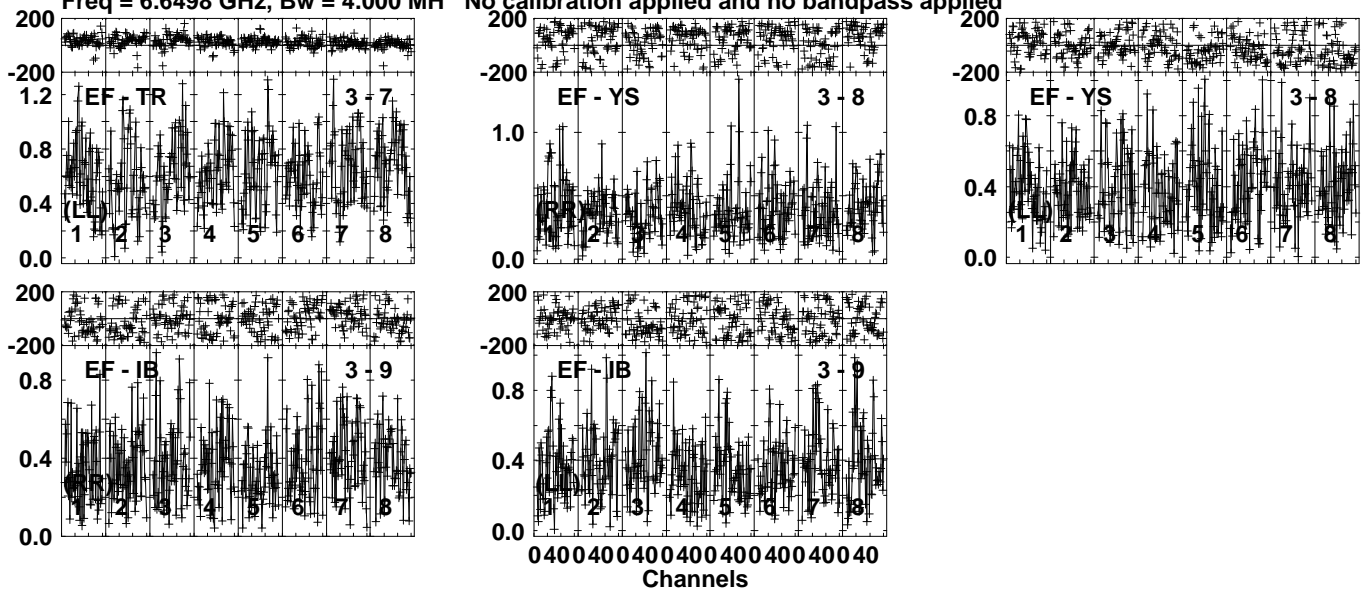 Freq = 6.6498 GHz, Bw = 4.000 MH No calibration applied and no bandpass applied
200
-200
EF - TR 3 - 7
1.2
0.8
0.4
0.0
(LL)
1 2 3 4 5 6 7 8
200
-200
EF - YS 3 - 8
1.0
0.0
(RR)
1 2 3 4 5 6 7 8
200
-200
EF - YS 3 - 8
0.8
0.4
0.0
(LL)
1 2 3 4 5 6 7 8
200
-200
EF - IB 3 - 9
0.8
0.4
0.0
(RR)
1 2 3 4 5 6 7 8
200
-200
EF - IB 3 - 9
0.8
0.4
0.0
(LL)
1 2 3 4 5 6 7 8
0 40 0 40 0 40 0 40 0 40 0 40 0 40 0 40
Channels